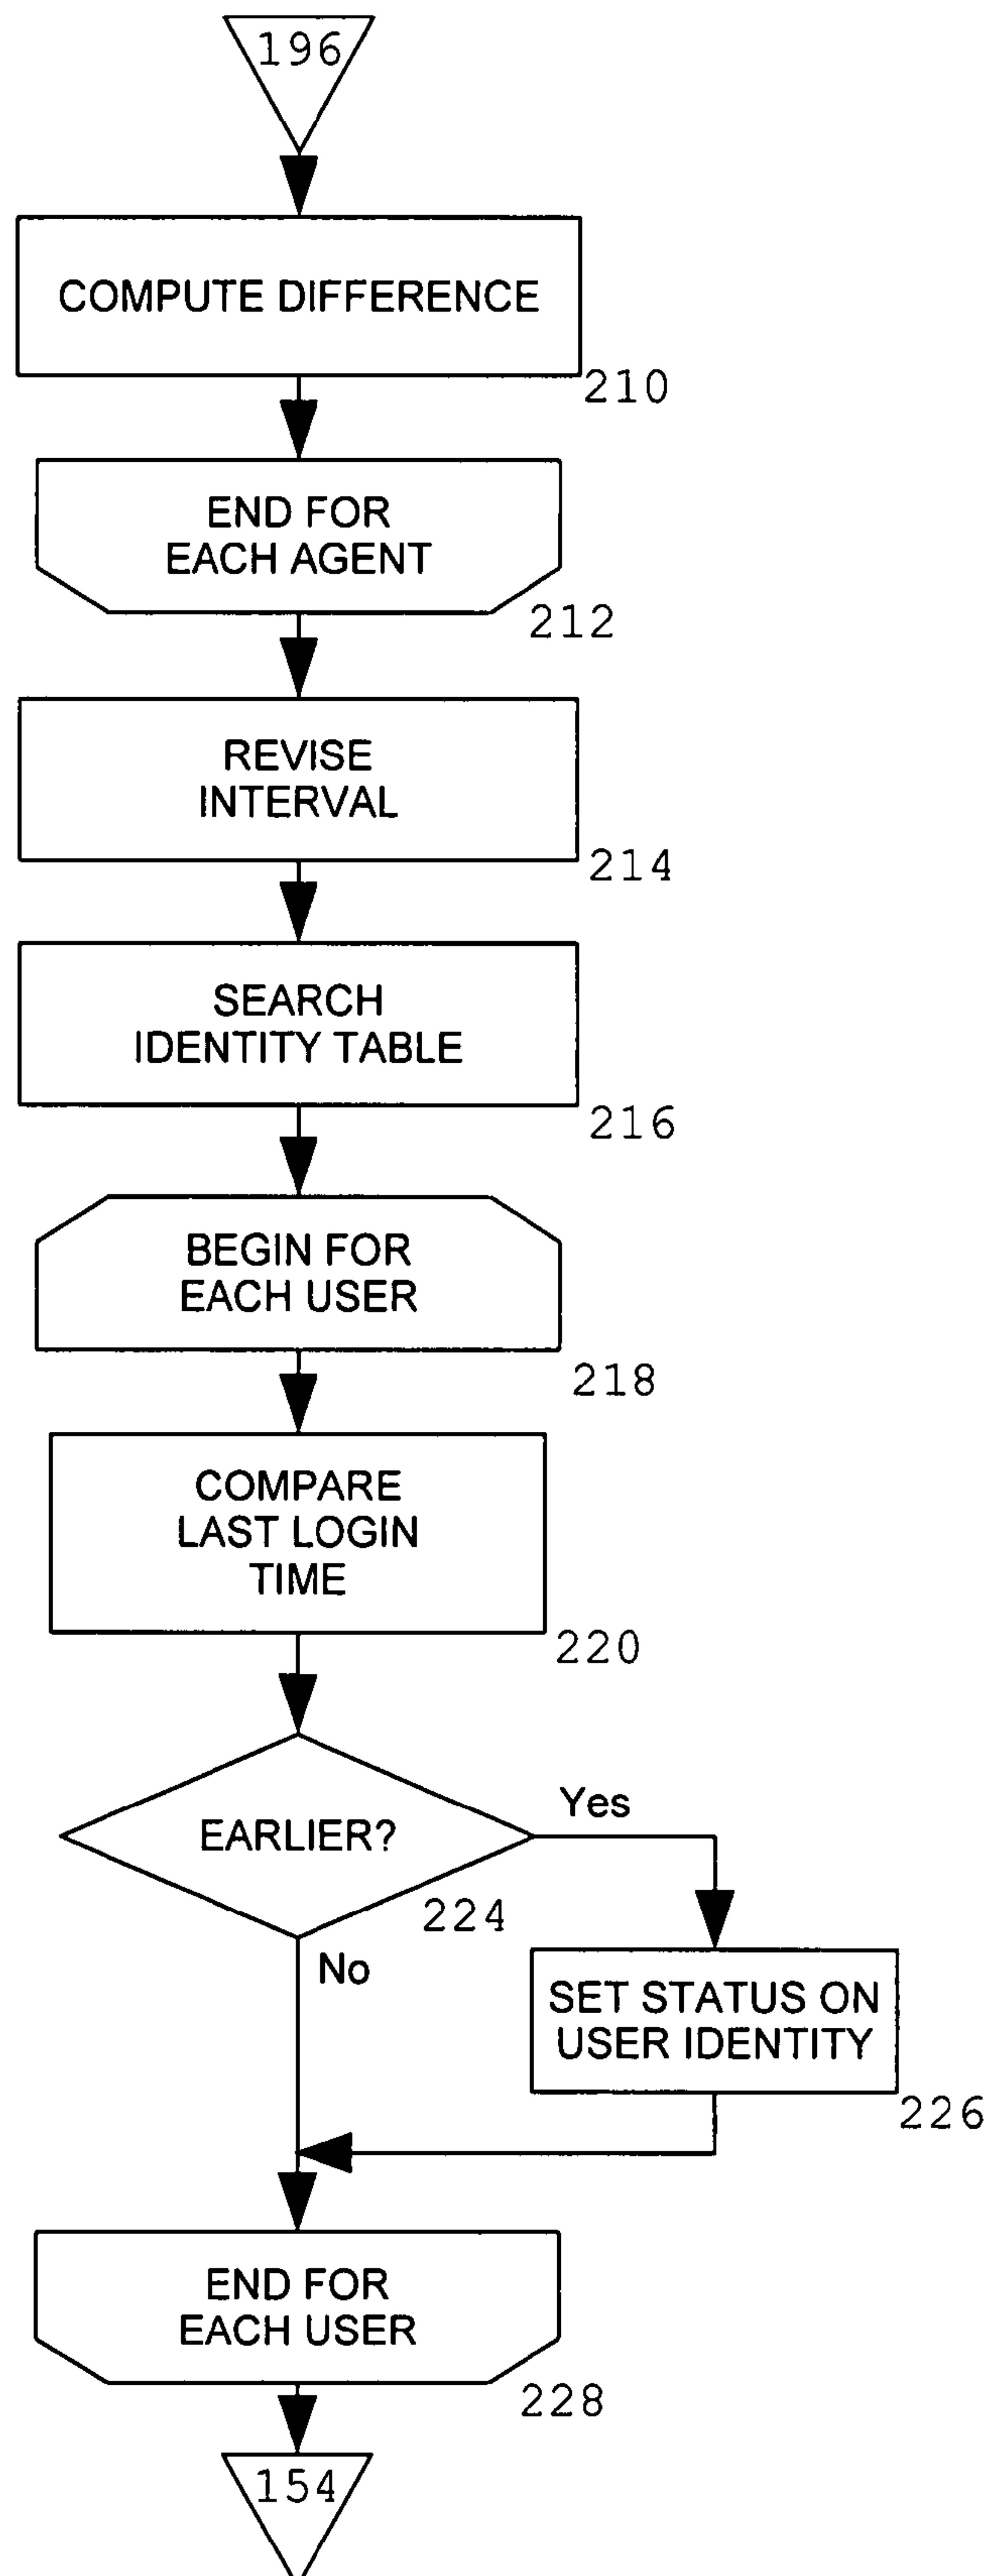 196
COMPUTE DIFFERENCE
210
END FOR
EACH AGENT
212
REVISE
INTERVAL
214
SEARCH
IDENTITY TABLE
216
BEGIN FOR
EACH USER
218
COMPARE
LAST LOGIN
TIME
220
EARLIER?
Yes
224
No
SET STATUS ON
USER IDENTITY
226
END FOR
EACH USER
228
154